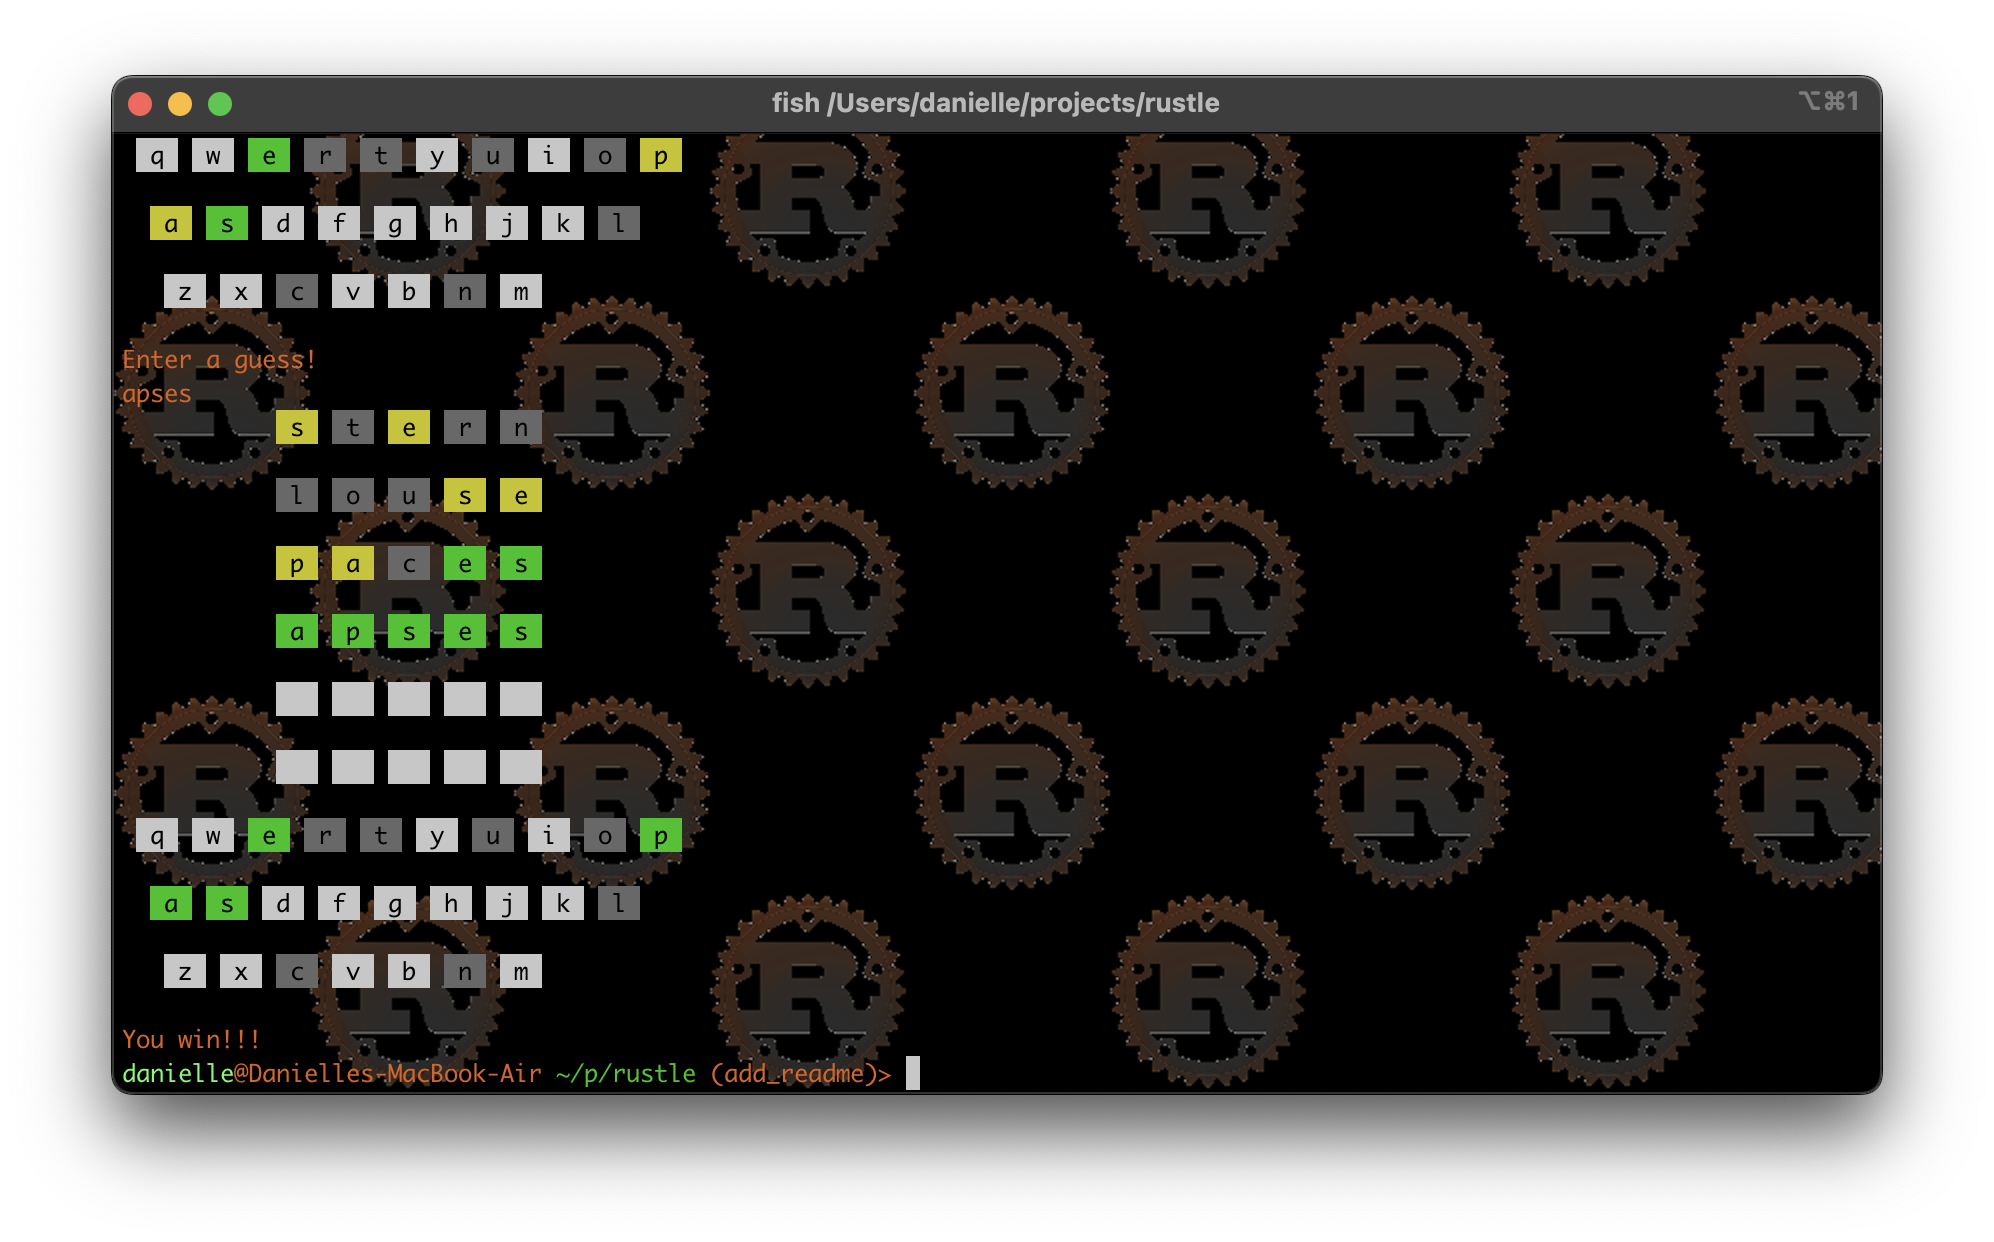 fish /Users/danielle/projects/rustle ⌥⌘1
q w e r t y u i o p
a s d f g h j k l
z x c v b n m
Enter a guess!
apses
s t e r n
l o u s e
p a c e s
a p s e s
q w e r t y u i o p
a s d f g h j k l
z x c v b n m
You win!!!
danielle@Danielles-MacBook-Air ~/p/rustle (add_readme)>